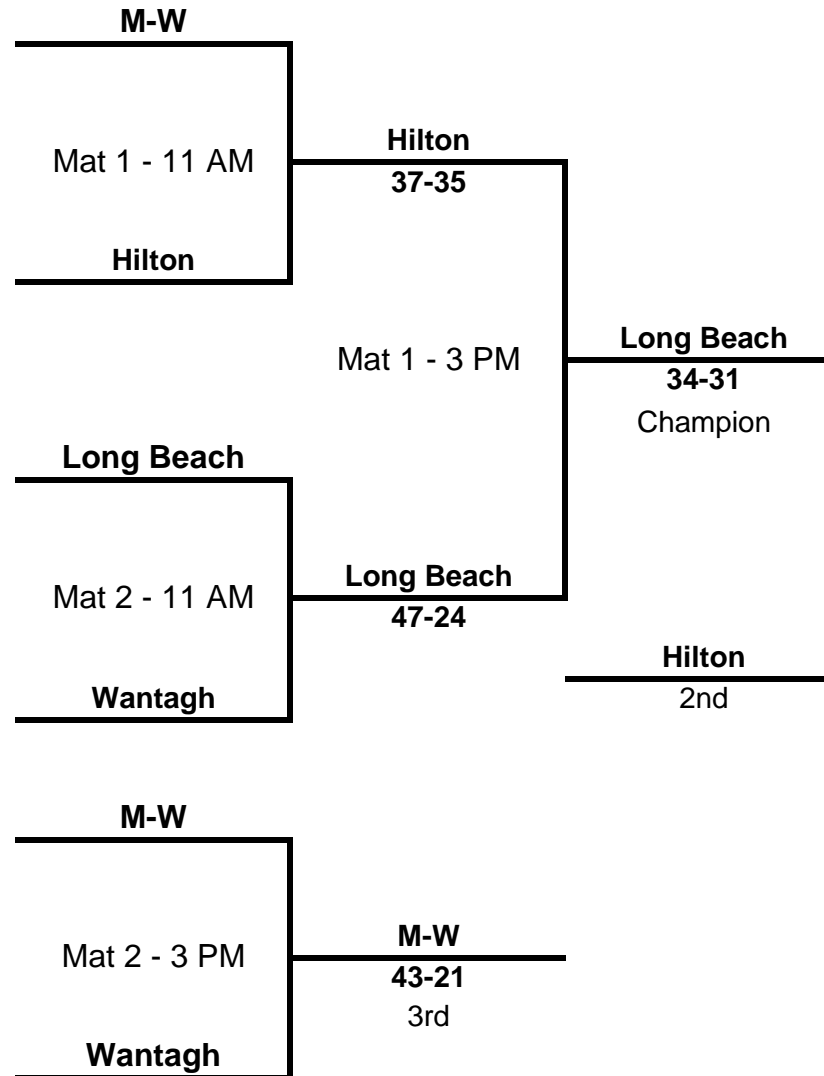 M-W
Mat 1 - 11 AM
Hilton
37-35
Hilton
Mat 1 - 3 PM
Long Beach
34-31
Champion
Long Beach
Mat 2 - 11 AM
Long Beach
47-24
Wantagh
Hilton
2nd
M-W
Mat 2 - 3 PM
M-W
43-21
3rd
Wantagh